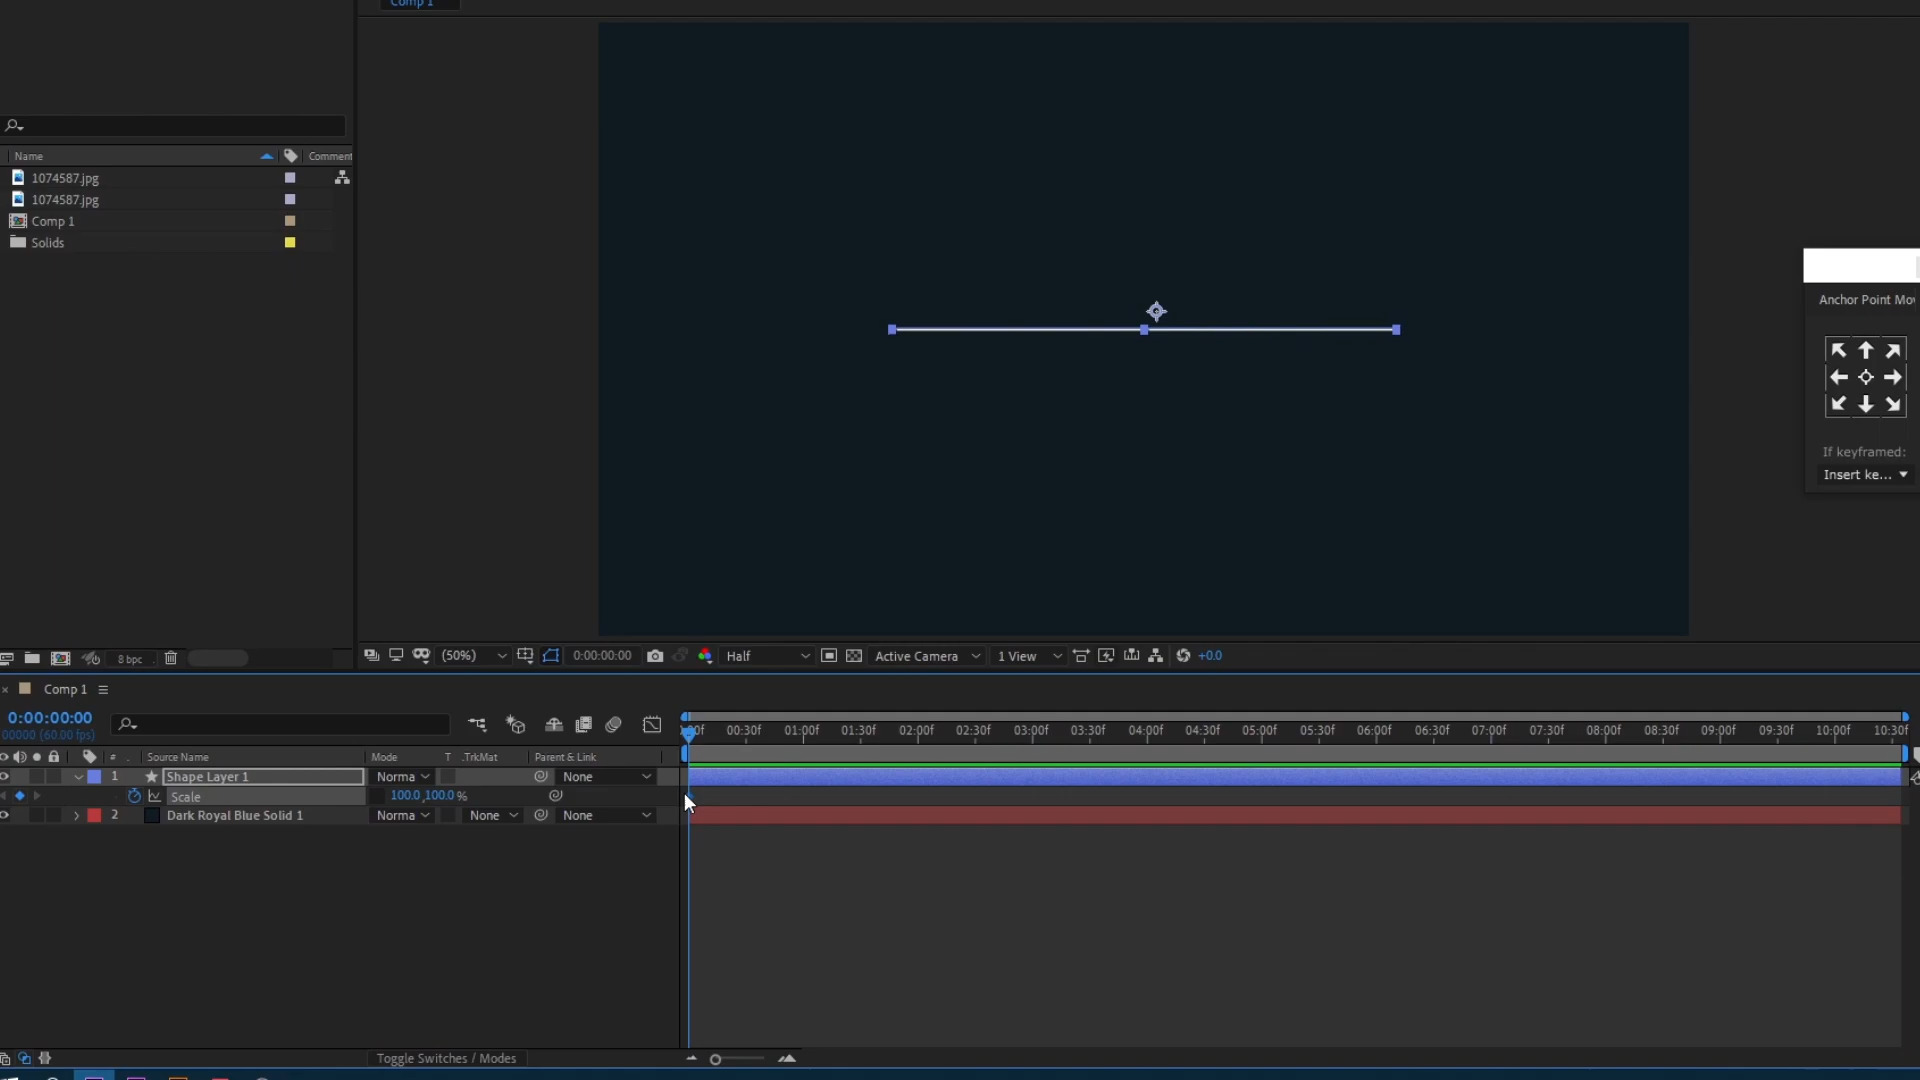 Comp 1
Name
Comment
1074587.jpg
1074587.jpg
Comp 1
Solids
Anchor Point Mov
If keyframed:
Insert ke...
8 bpc
(50%)
0:00:00:00
Half
Active Camera
1 View
+0.0
Comp 1
0:00:00:00
00000 (60.00 fps)
00f 00:30f 01:00f 01:30f 02:00f 02:30f 03:00f 03:30f 04:00f 04:30f 05:00f 05:30f 06:00f 06:30f 07:00f 07:30f 08:00f 08:30f 09:00f 09:30f 10:00f 10:30f
# . Source Name Mode T .TrkMat Parent & Link
1 Shape Layer 1 Norma None
Scale 100.0,100.0 %
2 Dark Royal Blue Solid 1 Norma None None
Toggle Switches / Modes